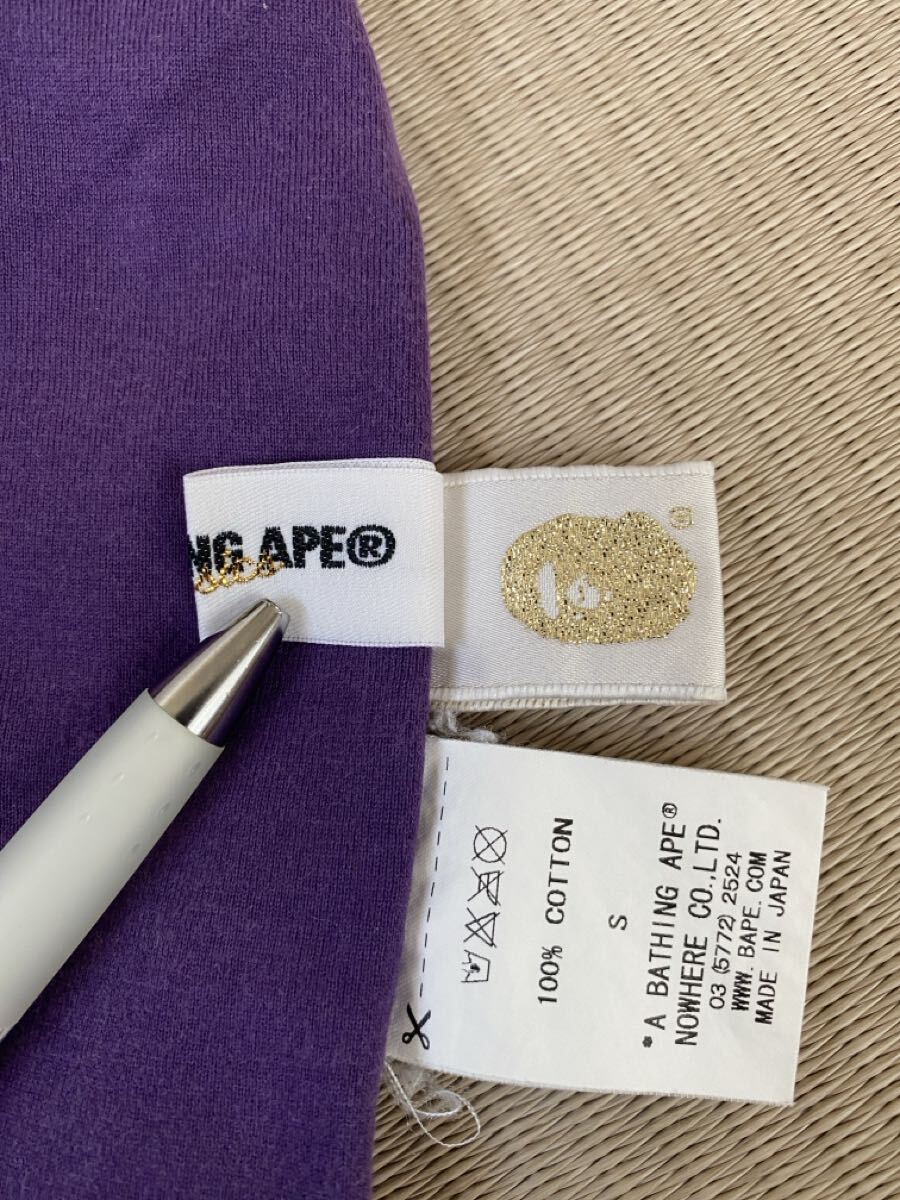 NG APE®
100% COTTON
S
*A BATHING APE®
NOWHERE CO.,LTD.
03 (5772) 2524
WWW. BAPE. COM
MADE IN JAPAN